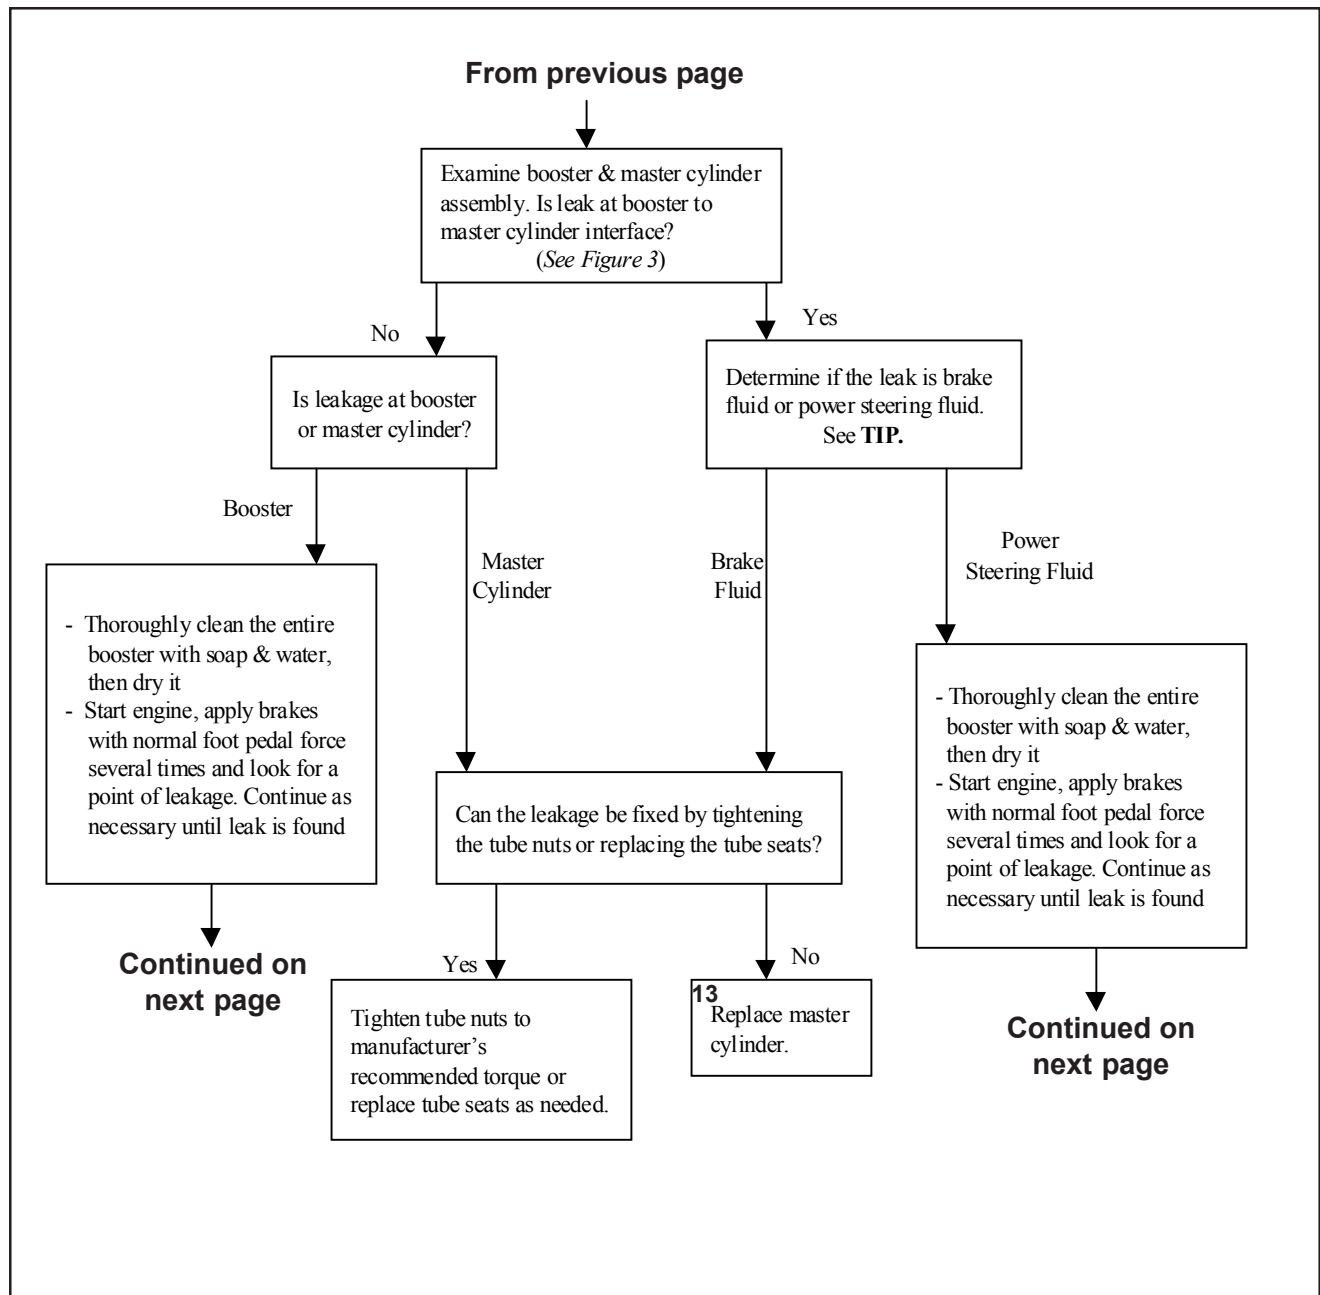 From previous page
Examine booster & master cylinder
assembly. Is leak at booster to
master cylinder interface?
(See Figure 3)
No
Yes
Is leakage at booster
or master cylinder?
Determine if the leak is brake
fluid or power steering fluid.
See TIP.
Booster
Master
Cylinder
Brake
Fluid
Power
Steering Fluid
- Thoroughly clean the entire
booster with soap & water,
then dry it
- Start engine, apply brakes
with normal foot pedal force
several times and look for a
point of leakage. Continue as
necessary until leak is found
- Thoroughly clean the entire
booster with soap & water,
then dry it
- Start engine, apply brakes
with normal foot pedal force
several times and look for a
point of leakage. Continue as
necessary until leak is found
Can the leakage be fixed by tightening
the tube nuts or replacing the tube seats?
Continued on
next page
Yes
No
Tighten tube nuts to
manufacturer’s
recommended torque or
replace tube seats as needed.
13
Replace master
cylinder.
Continued on
next page